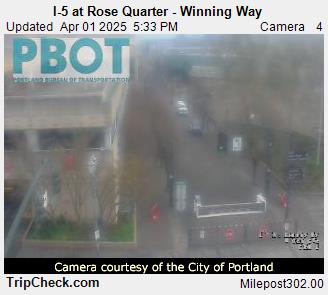 I-5 at Rose Quarter - Winning Way
Updated Apr 01 2025 5:33 PM Camera 4
PBOT
PORTLAND BUREAU OF TRANSPORTATION
Camera courtesy of the City of Portland
TripCheck.com Milepost302.00